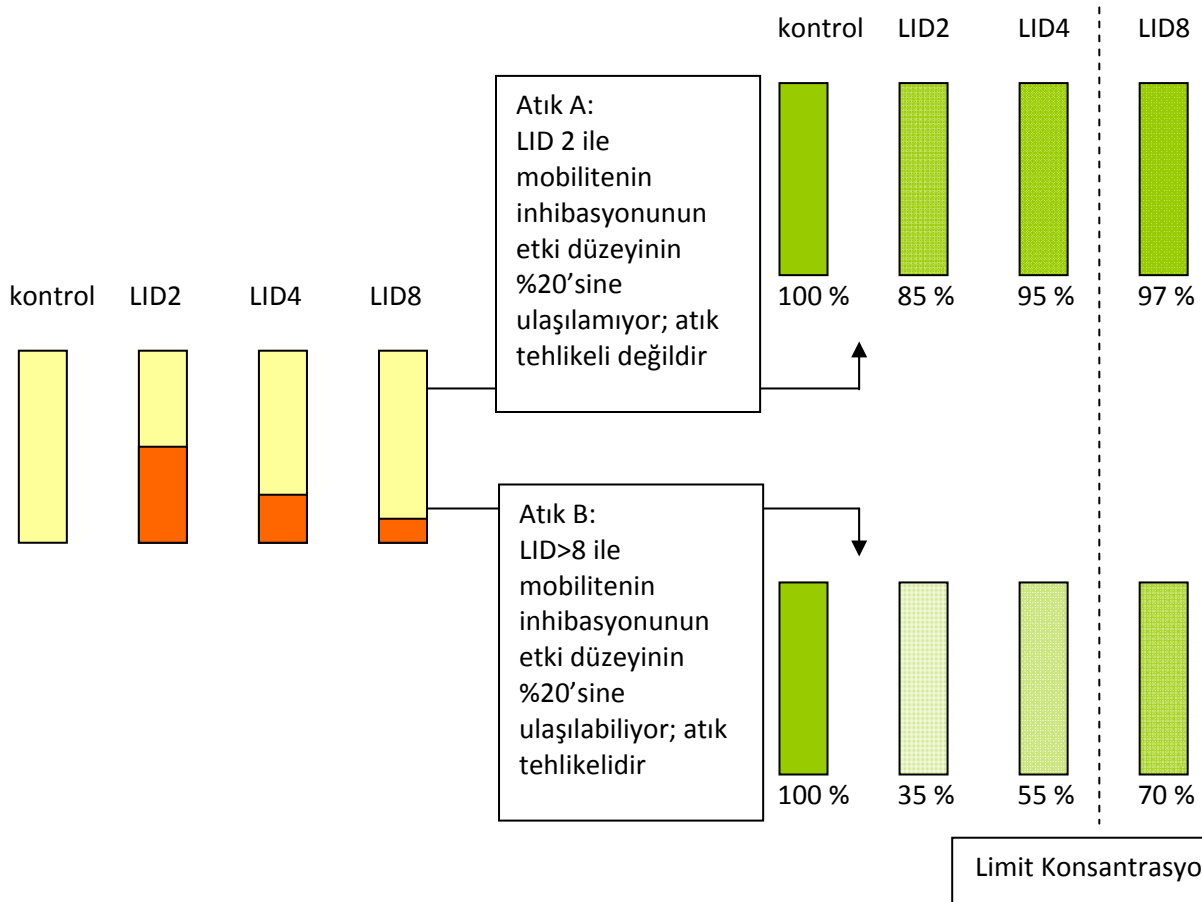 kontrol LID2 LID4 LID8
Atık A:
LID 2 ile
mobilitenin
inhibasyonunun
etki düzeyinin
%20’sine
ulaşılamıyor; atık
tehlikeli değildir
100 % 85 % 95 % 97 %
kontrol LID2 LID4 LID8
Atık B:
LID>8 ile
mobilitenin
inhibasyonunun
etki düzeyinin
%20’sine
ulaşılabiliyor; atık
tehlikelidir
100 % 35 % 55 % 70 %
Limit Konsantrasyo